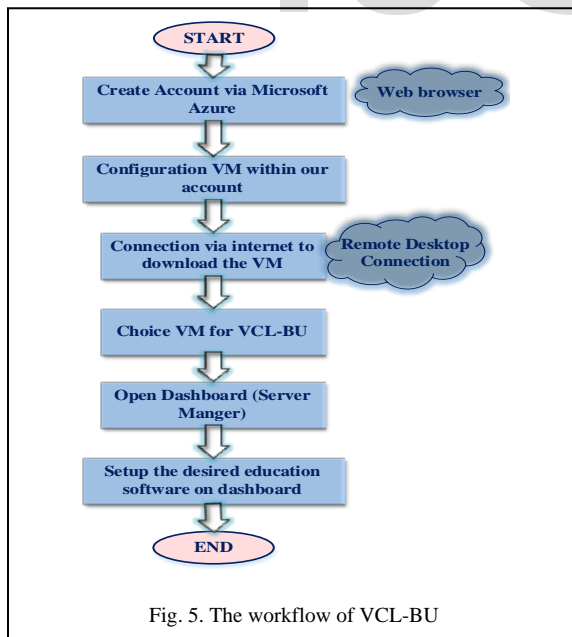 START
Create Account via Microsoft
Azure
Web browser
Configuration VM within our
account
Connection via internet to
download the VM
Remote Desktop
Connection
Choice VM for VCL-BU
Open Dashboard (Server
Manger)
Setup the desired education
software on dashboard
END
Fig. 5. The workflow of VCL-BU